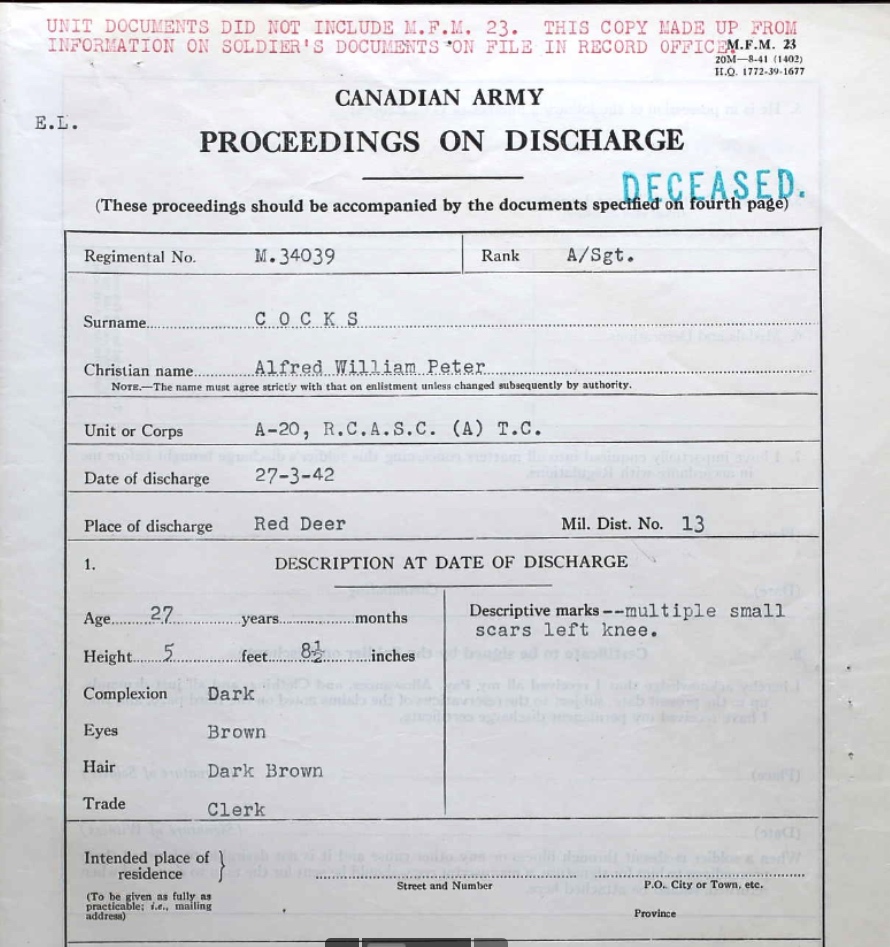 UNIT DOCUMENTS DID NOT INCLUDE M.F.M. 23. THIS COPY MADE UP FROM
INFORMATION ON SOLDIER'S DOCUMENTS ON FILE IN RECORD OFFICE
M.F.M. 23
20M—8-41 (1402)
H.Q. 1772-39-1677
CANADIAN ARMY
E.L.
PROCEEDINGS ON DISCHARGE
DECEASED.
(These proceedings should be accompanied by the documents specified on fourth page)
Regimental No. M.34039 Rank A/Sgt.
Surname C O C K S
Christian name Alfred William Peter
NOTE.—The name must agree strictly with that on enlistment unless changed subsequently by authority.
Unit or Corps A-20, R.C.A.S.C. (A) T.C.
Date of discharge 27-3-42
Place of discharge Red Deer Mil. Dist. No. 13
1. DESCRIPTION AT DATE OF DISCHARGE
Age 27 years months
Height 5 feet 8½ inches
Complexion Dark
Eyes Brown
Hair Dark Brown
Trade Clerk
Descriptive marks--multiple small
scars left knee.
Intended place of
residence
(To be given as fully as
practicable; i.e., mailing
address)
Street and Number P.O. City or Town, etc.
Province